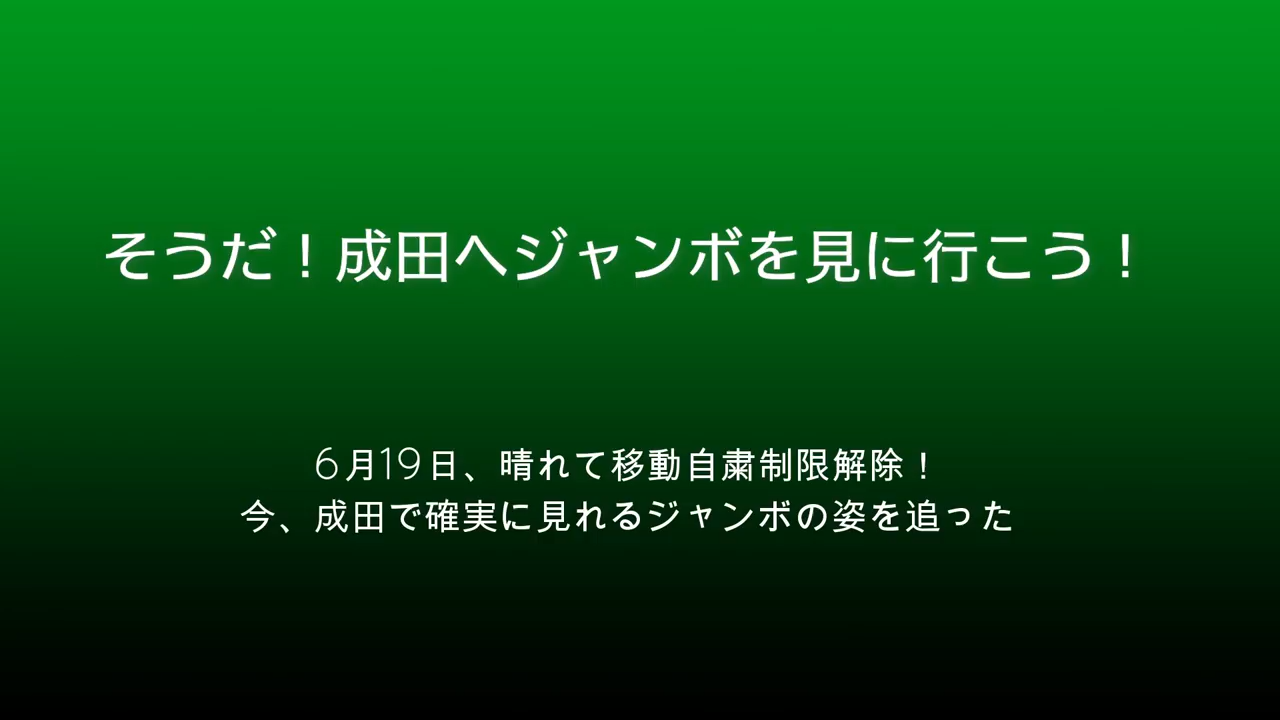 そうだ！成田へジャンボを見に行こう！
6月19日、晴れて移動自粛制限解除！
今、成田で確実に見れるジャンボの姿を追った